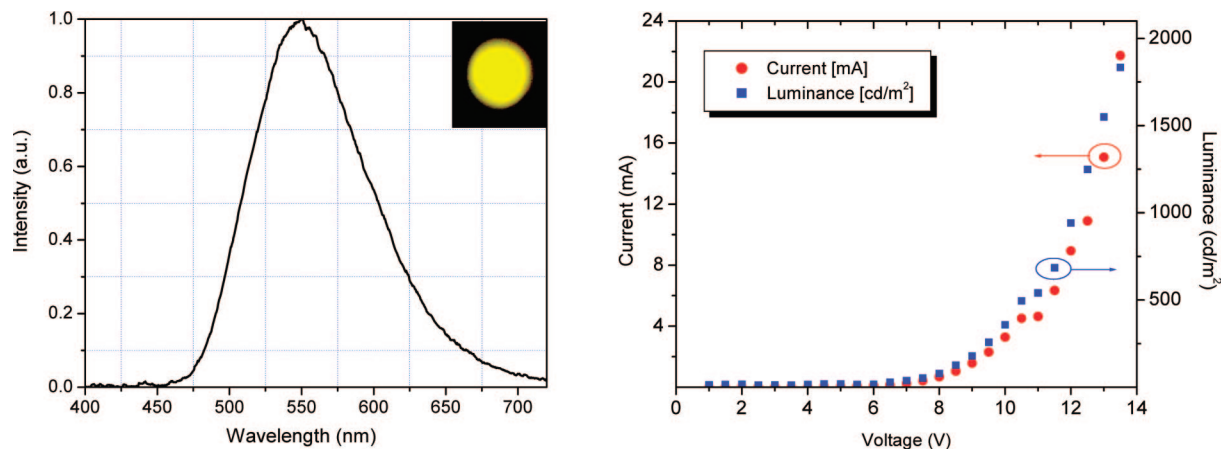 1.0
0.8
0.6
0.4
0.2
0.0
Intensity (a.u.)
400 450 500 550 600 650 700
Wavelength (nm)
24
20
16
12
8
4
Current (mA)
Current [mA]
Luminance [cd/m²]
2000
1500
1000
500
Luminance (cd/m²)
0 2 4 6 8 10 12 14
Voltage (V)